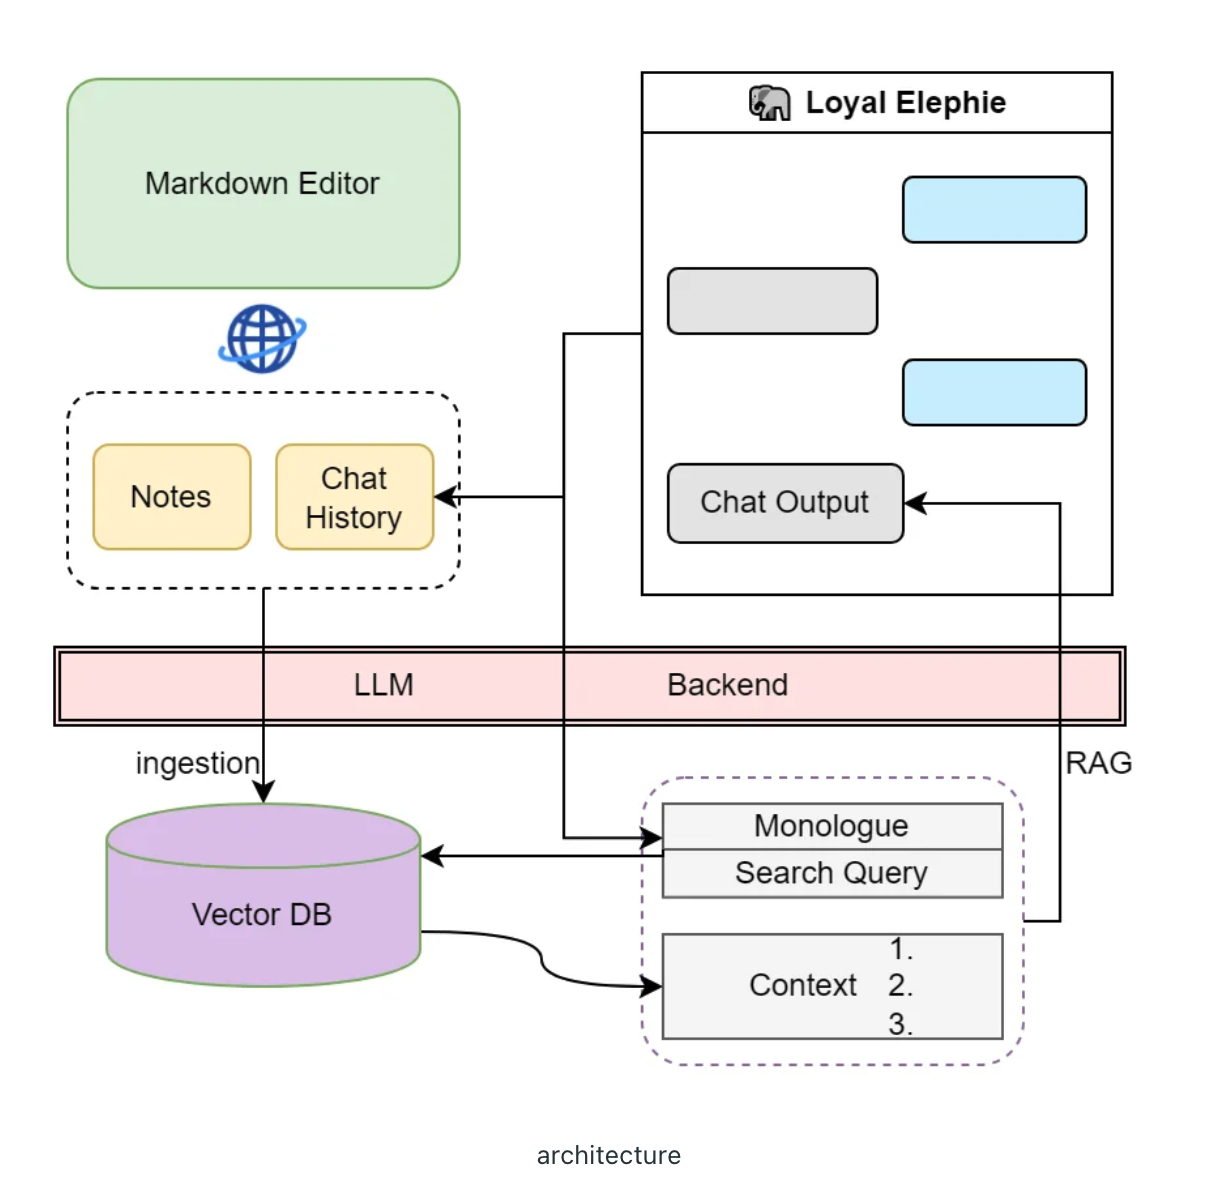 Loyal Elephie
Markdown Editor
Notes
Chat
History
Chat Output
LLM
Backend
ingestion
RAG
Monologue
Search Query
Vector DB
Context
1.
2.
3.
architecture